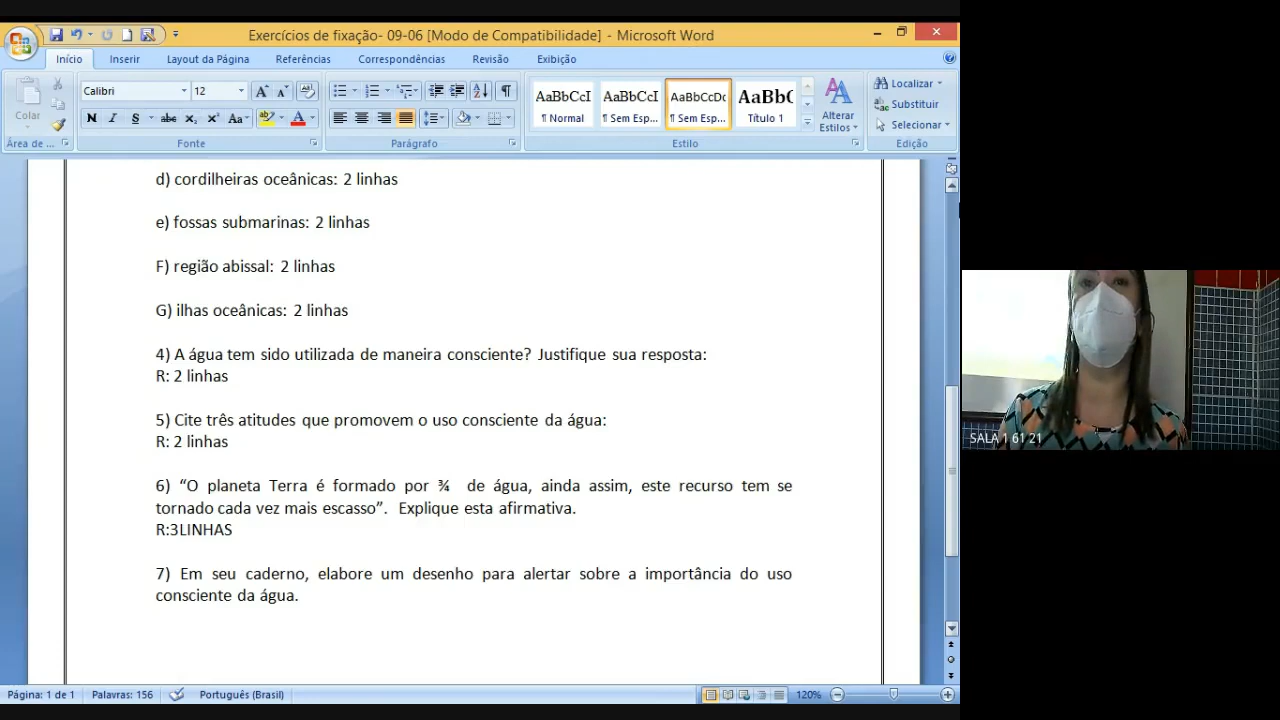 Exercícios de fixação- 09-06 [Modo de Compatibilidade] - Microsoft Word
Início Inserir Layout da Página Referências Correspondências Revisão Exibição
Colar
Calibri 12
N I S abc x₂ x² Aa A
AaBbCcI AaBbCcI AaBbCcDc AaBb(
¶ Normal ¶ Sem Esp... ¶ Sem Esp... Título 1
Alterar Estilos
Localizar
Substituir
Selecionar
Área de ... Fonte Parágrafo Estilo Edição
d) cordilheiras oceânicas: 2 linhas
e) fossas submarinas: 2 linhas
F) região abissal: 2 linhas
G) ilhas oceânicas: 2 linhas
4) A água tem sido utilizada de maneira consciente? Justifique sua resposta:
R: 2 linhas
5) Cite três atitudes que promovem o uso consciente da água:
R: 2 linhas
6) “O planeta Terra é formado por ¾ de água, ainda assim, este recurso tem se
tornado cada vez mais escasso”. Explique esta afirmativa.
R:3LINHAS
7) Em seu caderno, elabore um desenho para alertar sobre a importância do uso
consciente da água.
SALA 1 61 21
Página: 1 de 1 Palavras: 156 Português (Brasil) 120%